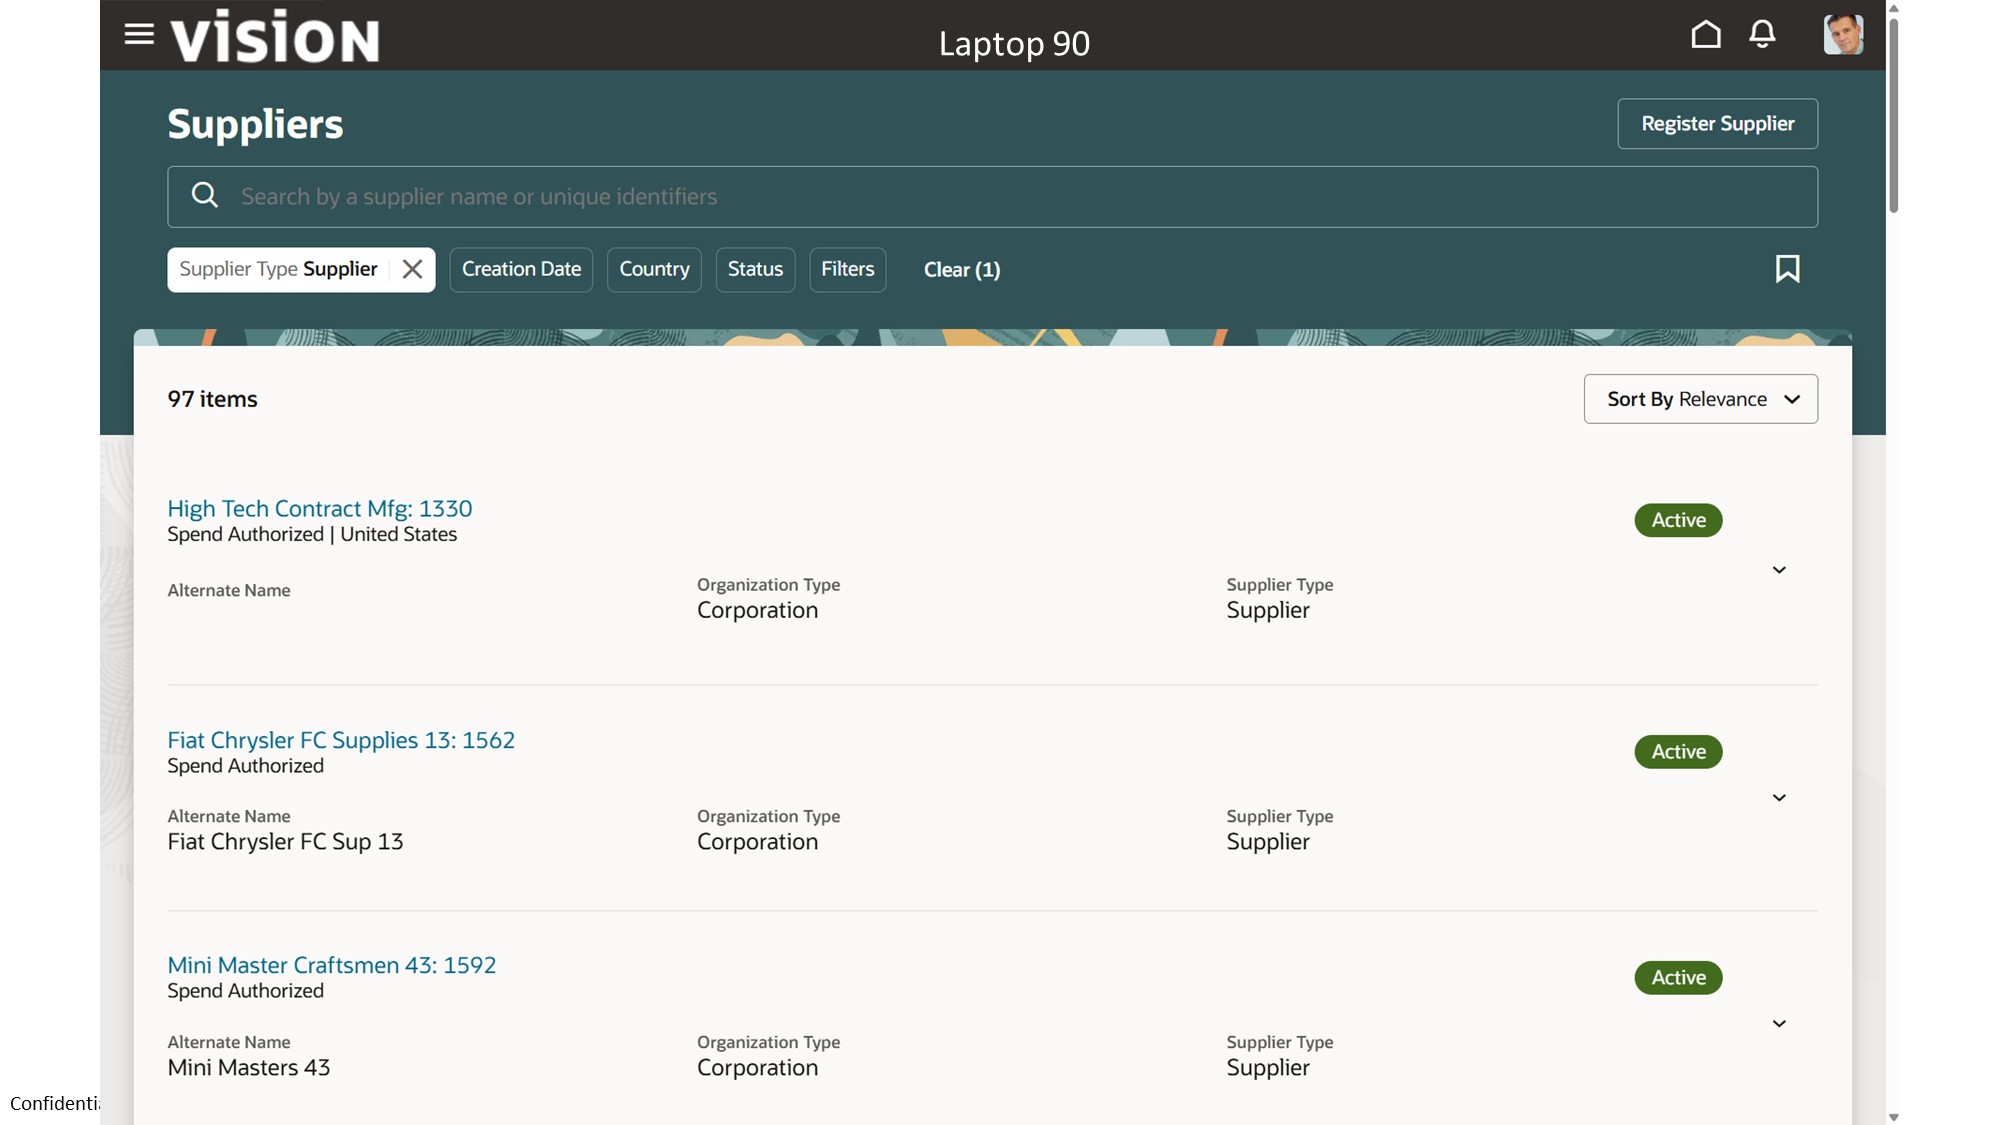 vision
Laptop 90
Suppliers
Register Supplier
Search by a supplier name or unique identifiers
Supplier Type Supplier
Creation Date
Country
Status
Filters
Clear (1)
97 items
Sort By Relevance
High Tech Contract Mfg: 1330
Spend Authorized | United States
Active
Alternate Name
Organization Type
Supplier Type
Corporation
Supplier
Fiat Chrysler FC Supplies 13: 1562
Spend Authorized
Active
Alternate Name
Organization Type
Supplier Type
Fiat Chrysler FC Sup 13
Corporation
Supplier
Mini Master Craftsmen 43: 1592
Spend Authorized
Active
Alternate Name
Organization Type
Supplier Type
Mini Masters 43
Corporation
Supplier